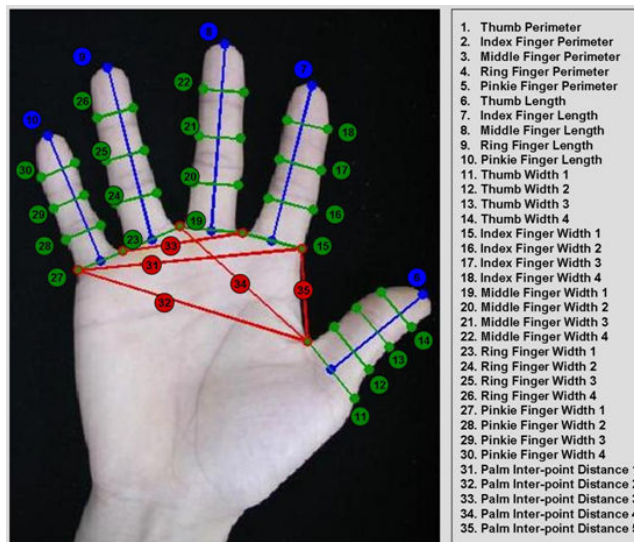 8
9
7
22
26
10
18
21
25
17
30
20
24
16
29
19
28
23
33
15
31
27
34
35
6
32
14
13
12
11
1. Thumb Perimeter
2. Index Finger Perimeter
3. Middle Finger Perimeter
4. Ring Finger Perimeter
5. Pinkie Finger Perimeter
6. Thumb Length
7. Index Finger Length
8. Middle Finger Length
9. Ring Finger Length
10. Pinkie Finger Length
11. Thumb Width 1
12. Thumb Width 2
13. Thumb Width 3
14. Thumb Width 4
15. Index Finger Width 1
16. Index Finger Width 2
17. Index Finger Width 3
18. Index Finger Width 4
19. Middle Finger Width 1
20. Middle Finger Width 2
21. Middle Finger Width 3
22. Middle Finger Width 4
23. Ring Finger Width 1
24. Ring Finger Width 2
25. Ring Finger Width 3
26. Ring Finger Width 4
27. Pinkie Finger Width 1
28. Pinkie Finger Width 2
29. Pinkie Finger Width 3
30. Pinkie Finger Width 4
31. Palm Inter-point Distance 1
32. Palm Inter-point Distance 2
33. Palm Inter-point Distance 3
34. Palm Inter-point Distance 4
35. Palm Inter-point Distance 5